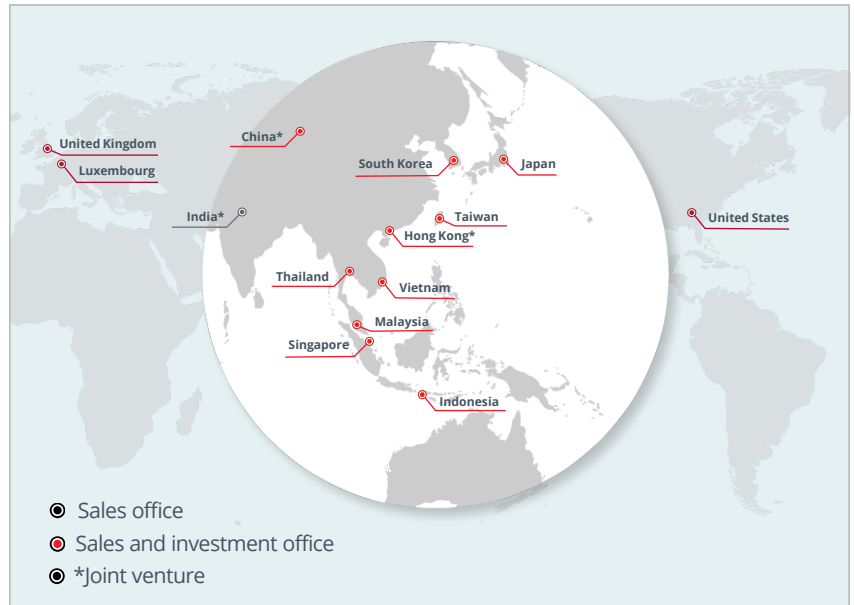 United Kingdom
Luxembourg
China*
South Korea
Japan
India*
Taiwan
Hong Kong*
United States
Thailand
Vietnam
Malaysia
Singapore
Indonesia
Sales office
Sales and investment office
*Joint venture